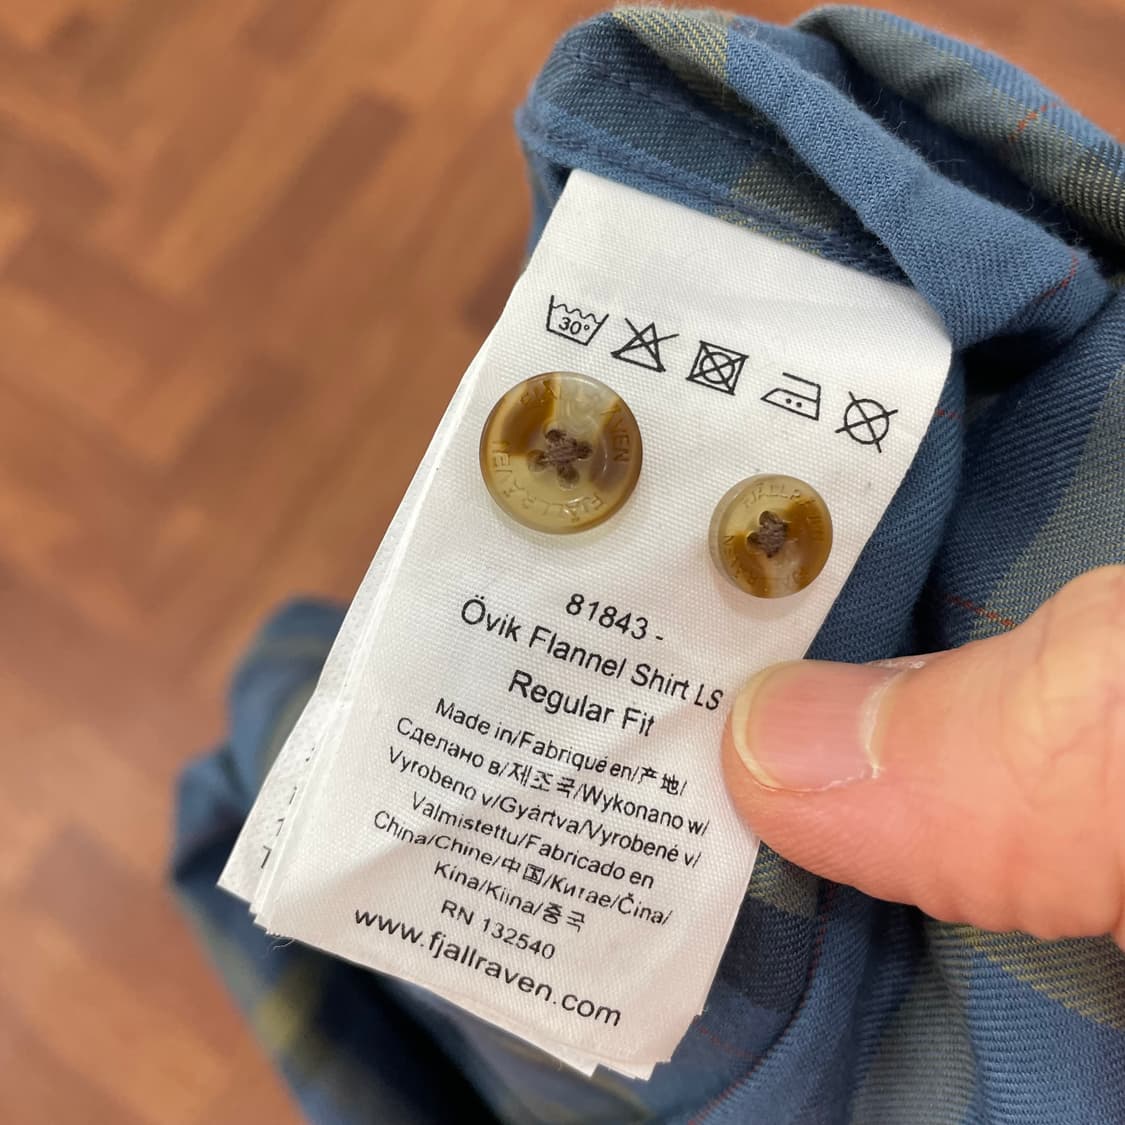 30°
FJÄLLRÄVEN
FJÄLLRÄVEN
81843 -
Övik Flannel Shirt LS
Regular Fit
Made in/Fabriqué en/产地/
Сделано в/제조국/Wykonano w/
Vyrobeno v/Gyártva/Vyrobené v/
Valmistettu/Fabricado en
China/Chine/中国/Китае/Čína/
Kína/Kiina/중국
RN 132540
www.fjallraven.com